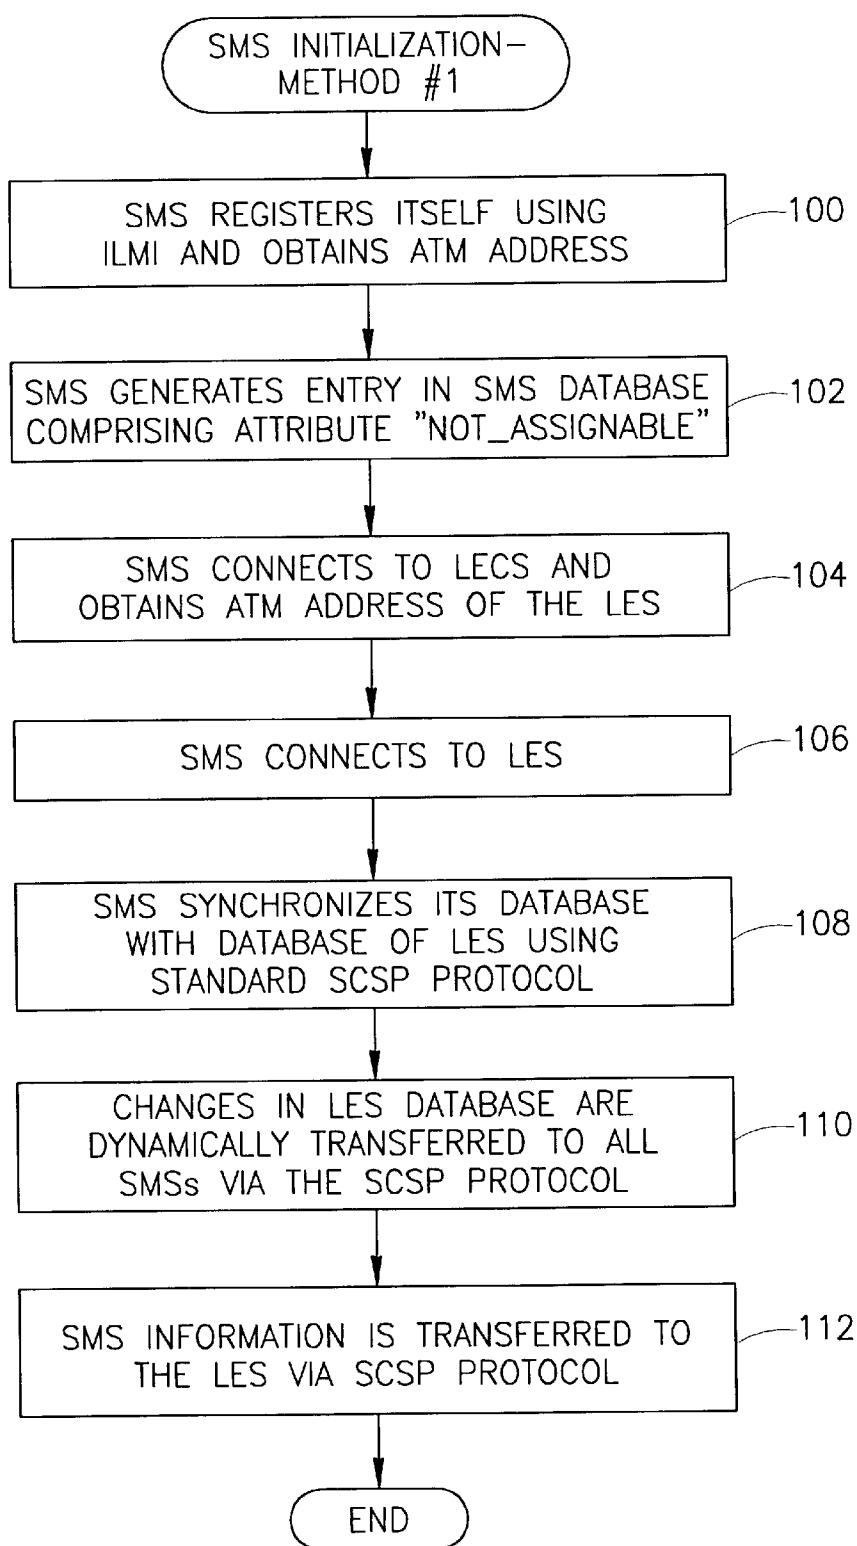 SMS INITIALIZATION-
METHOD #1
SMS REGISTERS ITSELF USING
ILMI AND OBTAINS ATM ADDRESS
100
SMS GENERATES ENTRY IN SMS DATABASE
COMPRISING ATTRIBUTE "NOT_ASSIGNABLE"
102
SMS CONNECTS TO LECS AND
OBTAINS ATM ADDRESS OF THE LES
104
SMS CONNECTS TO LES
106
SMS SYNCHRONIZES ITS DATABASE
WITH DATABASE OF LES USING
STANDARD SCSP PROTOCOL
108
CHANGES IN LES DATABASE ARE
DYNAMICALLY TRANSFERRED TO ALL
SMSs VIA THE SCSP PROTOCOL
110
SMS INFORMATION IS TRANSFERRED TO
THE LES VIA SCSP PROTOCOL
112
END